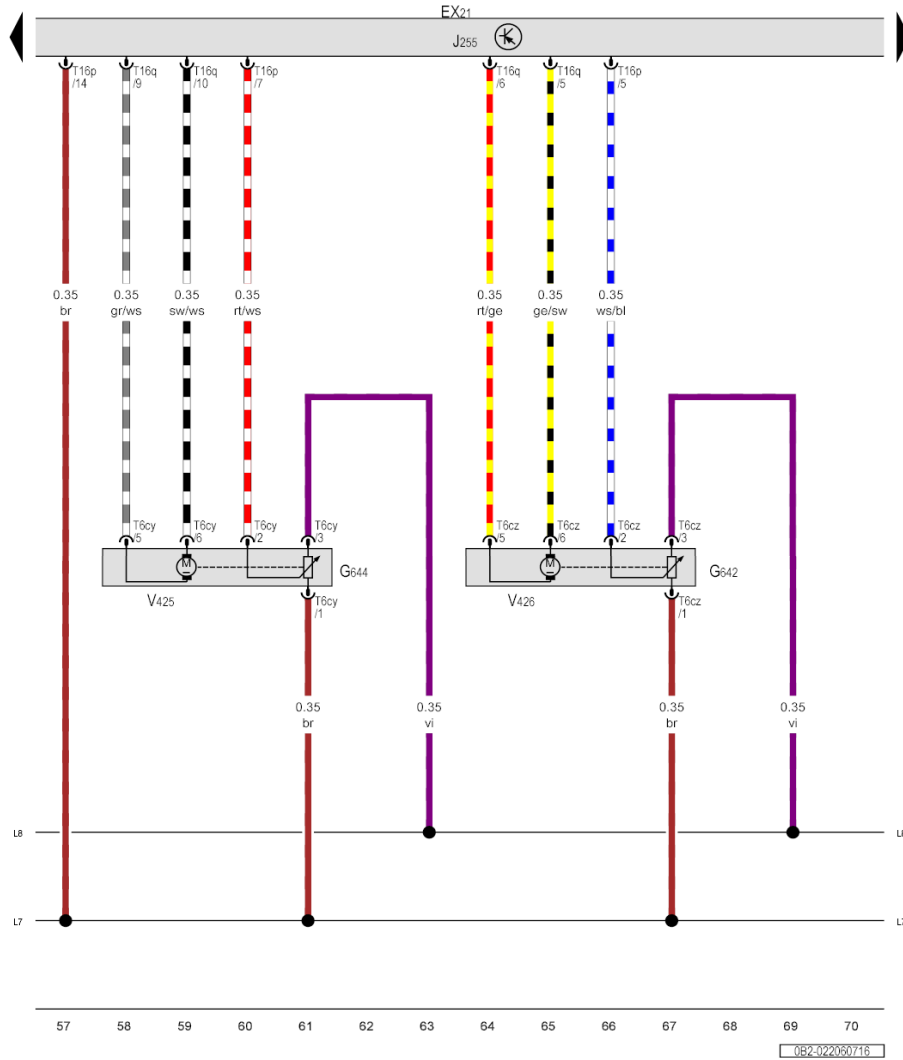 EX21
J255
T16p T16q T16q T16p T16q T16q T16p
/14 /9 /10 /7 /6 /5 /5
0.35 0.35 0.35 0.35 0.35 0.35 0.35
br gr/ws sw/ws rt/ws rt/ge ge/sw ws/bl
T6cy T6cy T6cy T6cy T6cz T6cz T6cz T6cz
/5 /6 /2 /3 /5 /6 /2 /3
M M
G644 G642
V425 T6cy V426 T6cz
/1 /1
0.35 0.35 0.35 0.35
br vi br vi
L8
L7
57 58 59 60 61 62 63 64 65 66 67 68 69 70
0B2-022060716